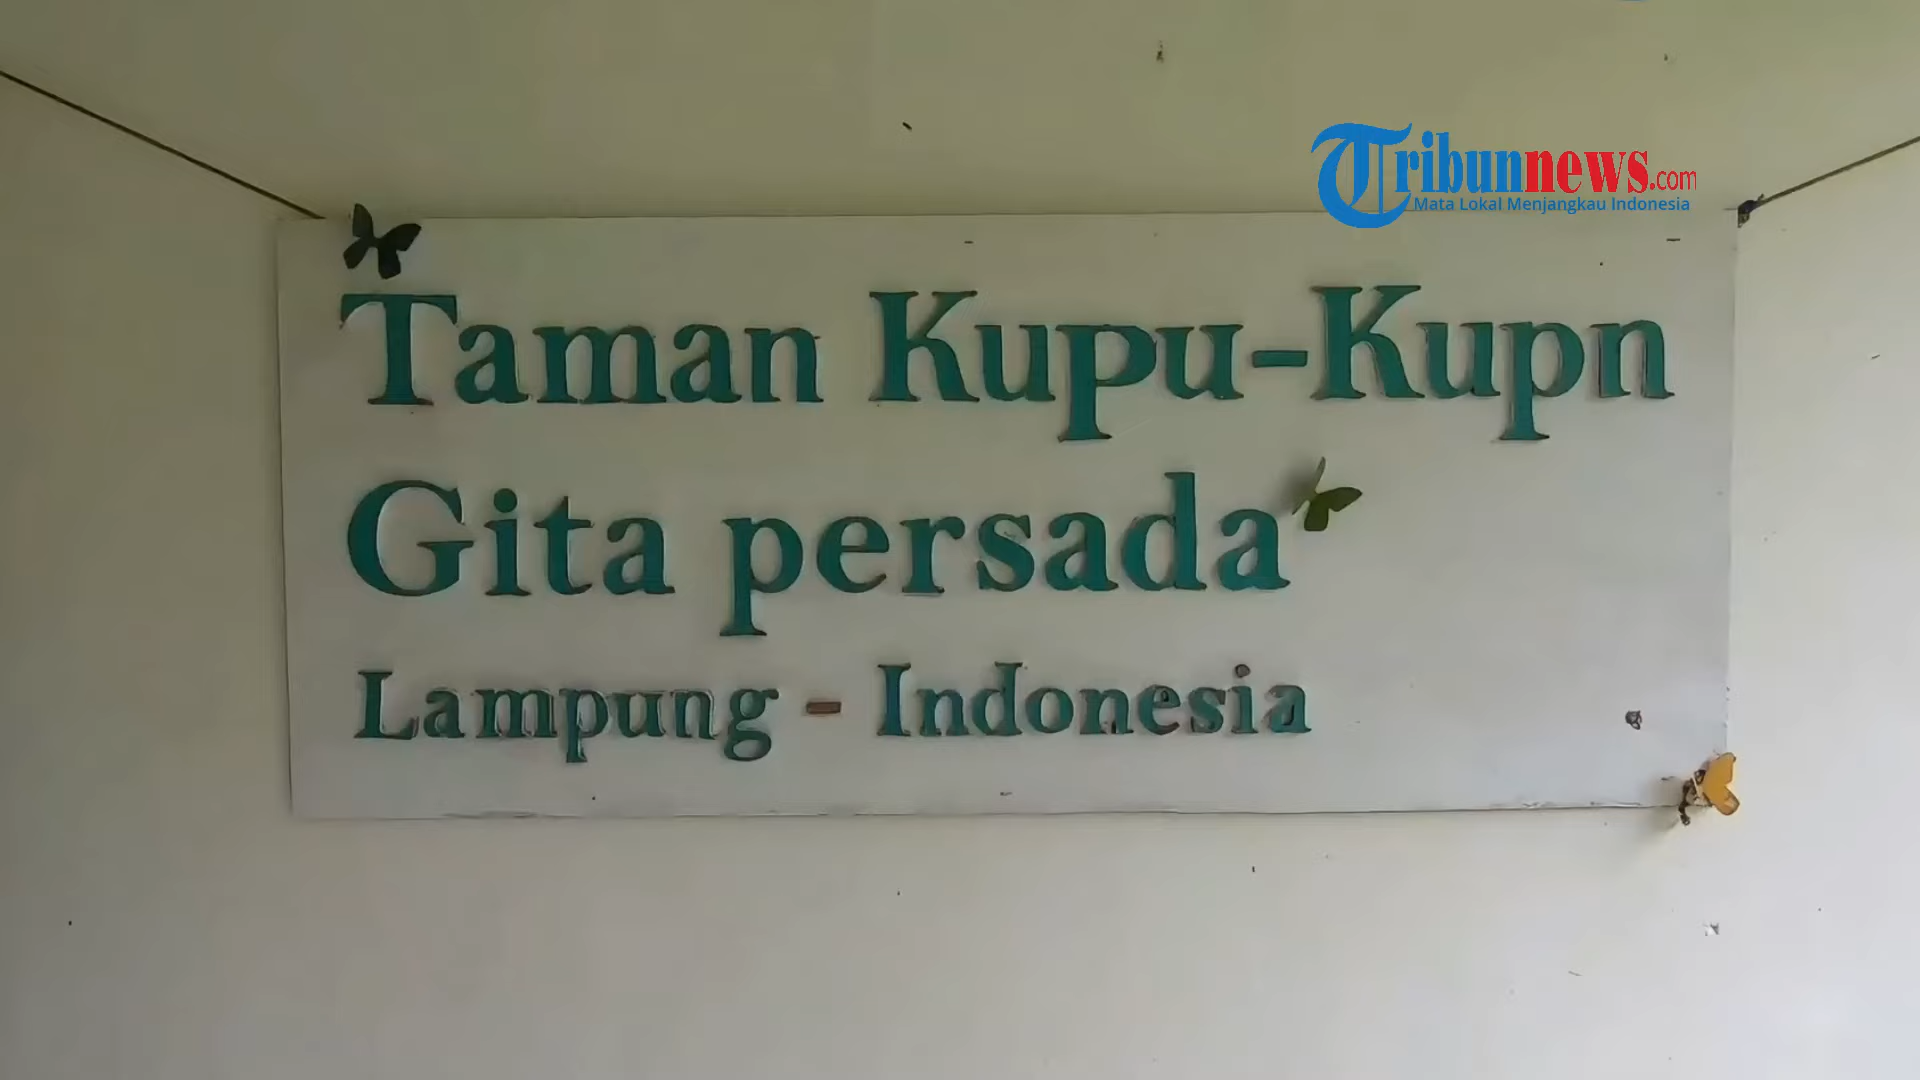 Tribunnews.com
Mata Lokal Menjangkau Indonesia
Taman Kupu-Kupn
Gita persada
Lampung - Indonesia